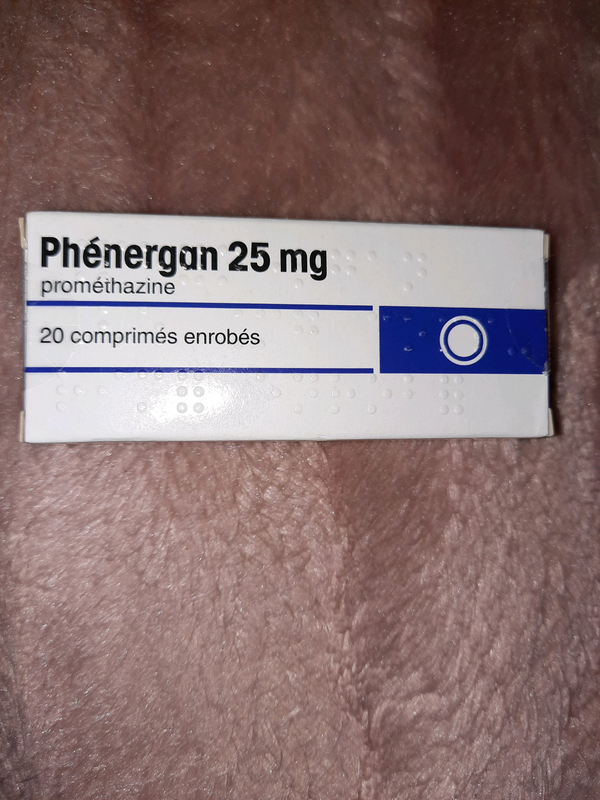 Phénergan 25 mg
prométhazine
20 comprimés enrobés